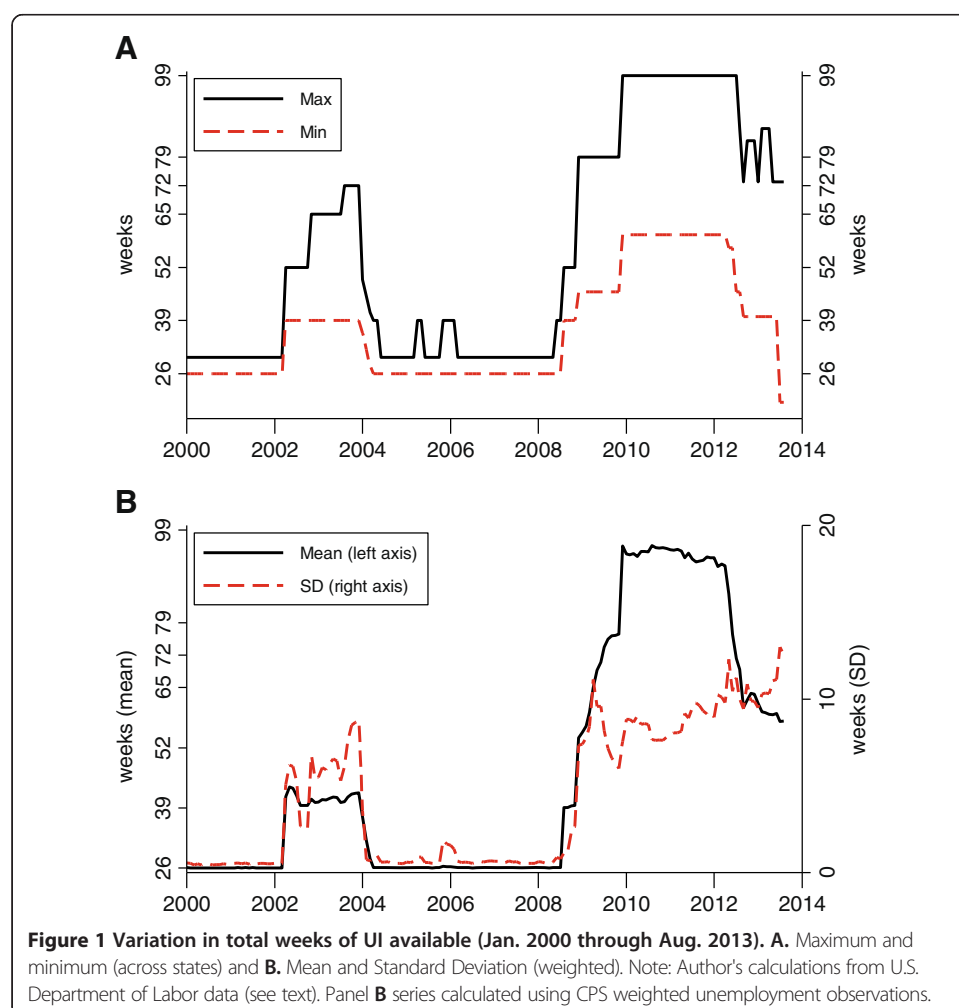 A
99
79
72
65
52
39
26
weeks
Max
Min
99
79
72
65
52
39
26
weeks
2000 2002 2004 2006 2008 2010 2012 2014
B
99
79
72
65
52
39
26
weeks (mean)
Mean (left axis)
SD (right axis)
20
10
0
weeks (SD)
2000 2002 2004 2006 2008 2010 2012 2014
Figure 1 Variation in total weeks of UI available (Jan. 2000 through Aug. 2013). A. Maximum and
minimum (across states) and B. Mean and Standard Deviation (weighted). Note: Author's calculations from U.S.
Department of Labor data (see text). Panel B series calculated using CPS weighted unemployment observations.